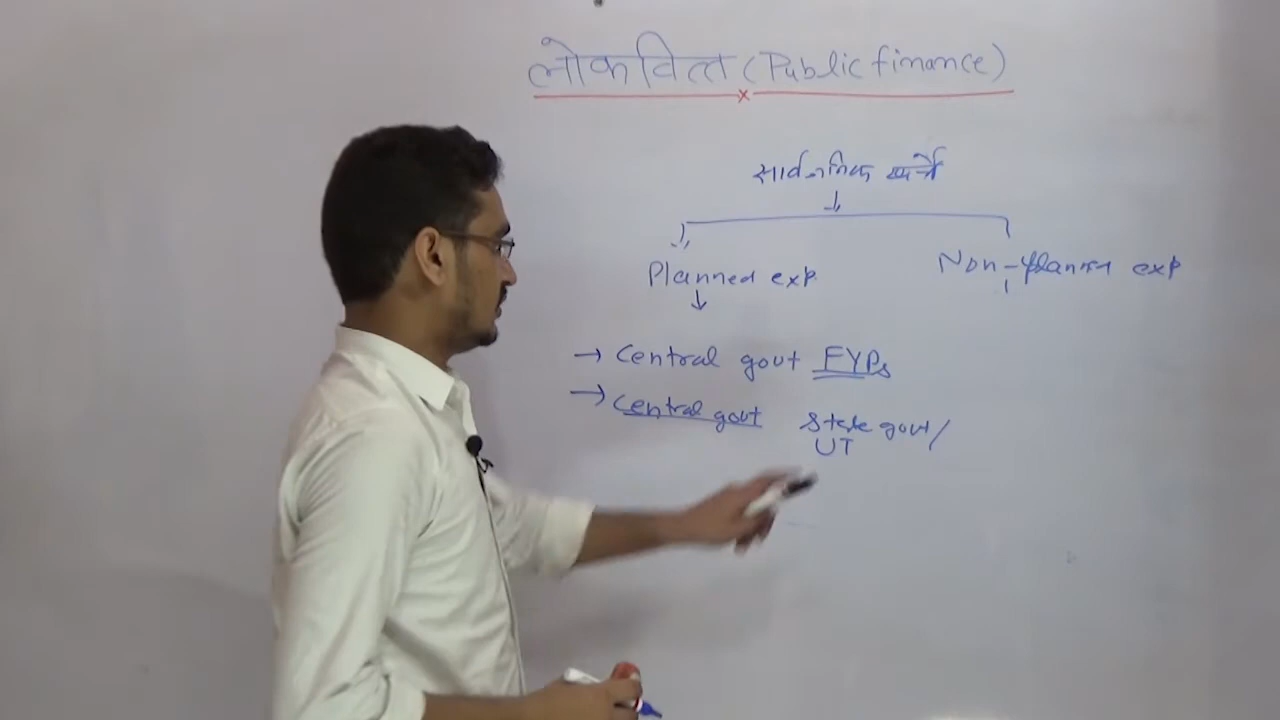 लोकवित्त (Public finance)
सार्वजनिक खर्च
Planned exp.
Non-planned exp
→ Central govt FYPs
→ Central govt State govt/
UT